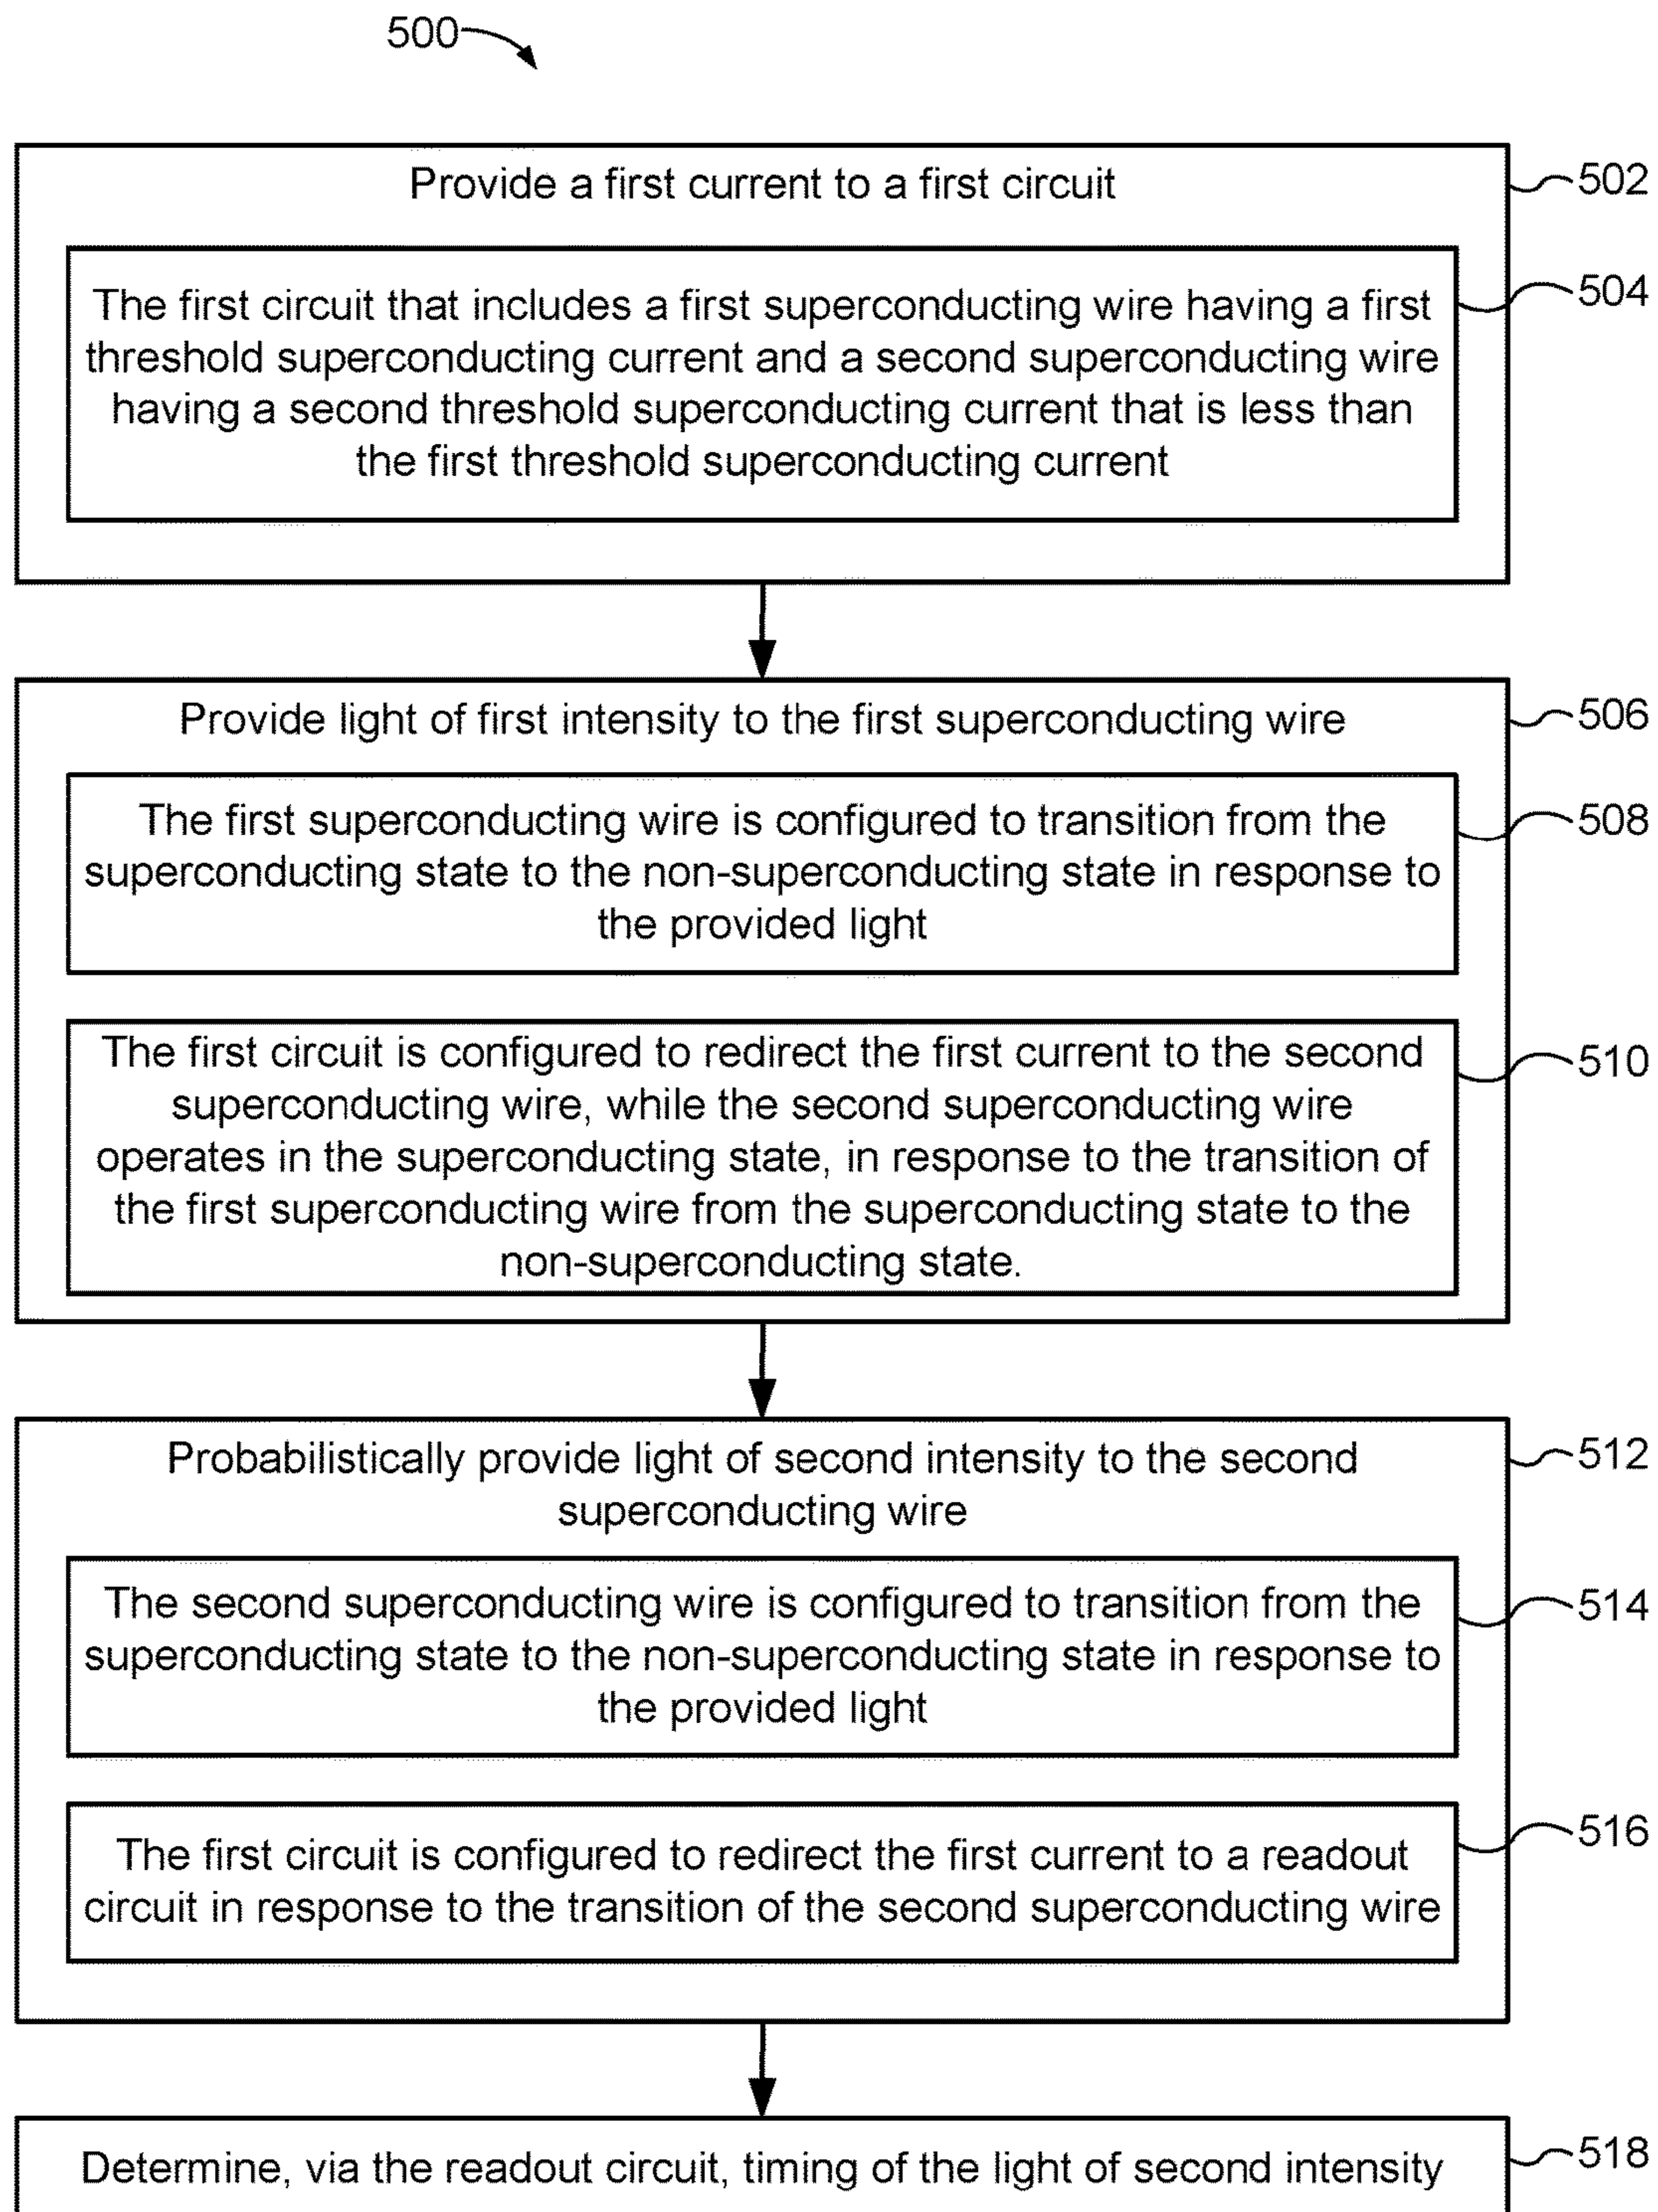 500
Provide a first current to a first circuit
502
The first circuit that includes a first superconducting wire having a first
threshold superconducting current and a second superconducting wire
having a second threshold superconducting current that is less than
the first threshold superconducting current
504
Provide light of first intensity to the first superconducting wire
506
The first superconducting wire is configured to transition from the
superconducting state to the non-superconducting state in response to
the provided light
508
The first circuit is configured to redirect the first current to the second
superconducting wire, while the second superconducting wire
operates in the superconducting state, in response to the transition of
the first superconducting wire from the superconducting state to the
non-superconducting state.
510
Probabilistically provide light of second intensity to the second
superconducting wire
512
The second superconducting wire is configured to transition from the
superconducting state to the non-superconducting state in response to
the provided light
514
The first circuit is configured to redirect the first current to a readout
circuit in response to the transition of the second superconducting wire
516
Determine, via the readout circuit, timing of the light of second intensity
518